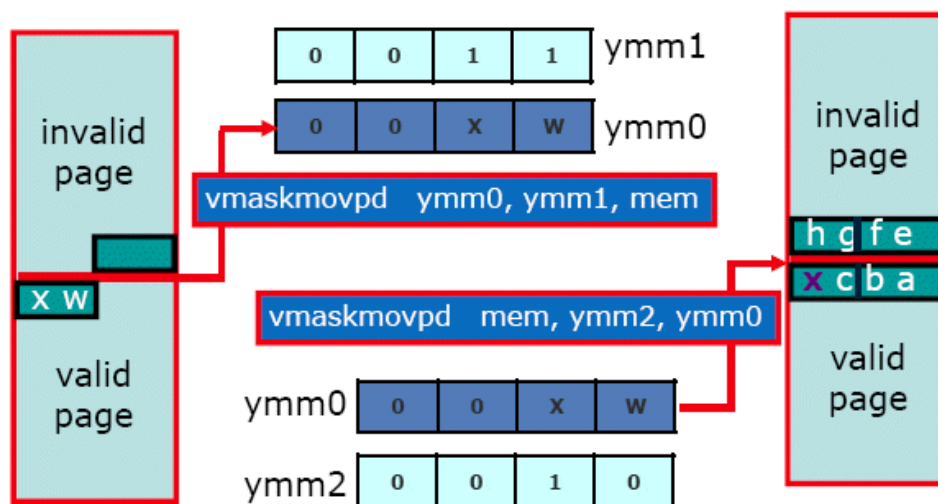 0 0 1 1 ymm1
0 0 X W ymm0
invalid
page
invalid
page
vmaskmovpd ymm0, ymm1, mem
h g f e
x c b a
x w
vmaskmovpd mem, ymm2, ymm0
valid
page
valid
page
ymm0 0 0 X W
ymm2 0 0 1 0